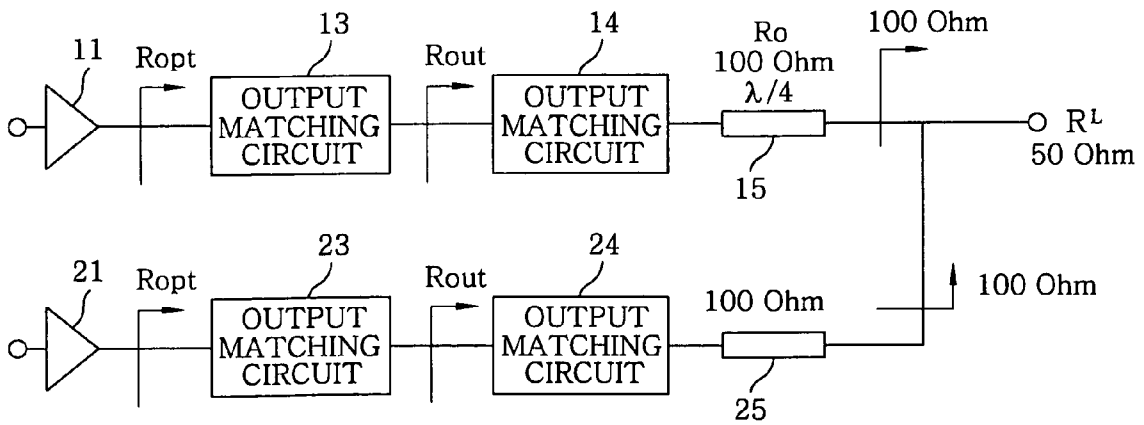 11
Ropt
13
OUTPUT
MATCHING
CIRCUIT
Rout
14
OUTPUT
MATCHING
CIRCUIT
Ro
100 Ohm
λ/4
15
100 Ohm
RL
50 Ohm
21
Ropt
23
OUTPUT
MATCHING
CIRCUIT
Rout
24
OUTPUT
MATCHING
CIRCUIT
100 Ohm
25
100 Ohm